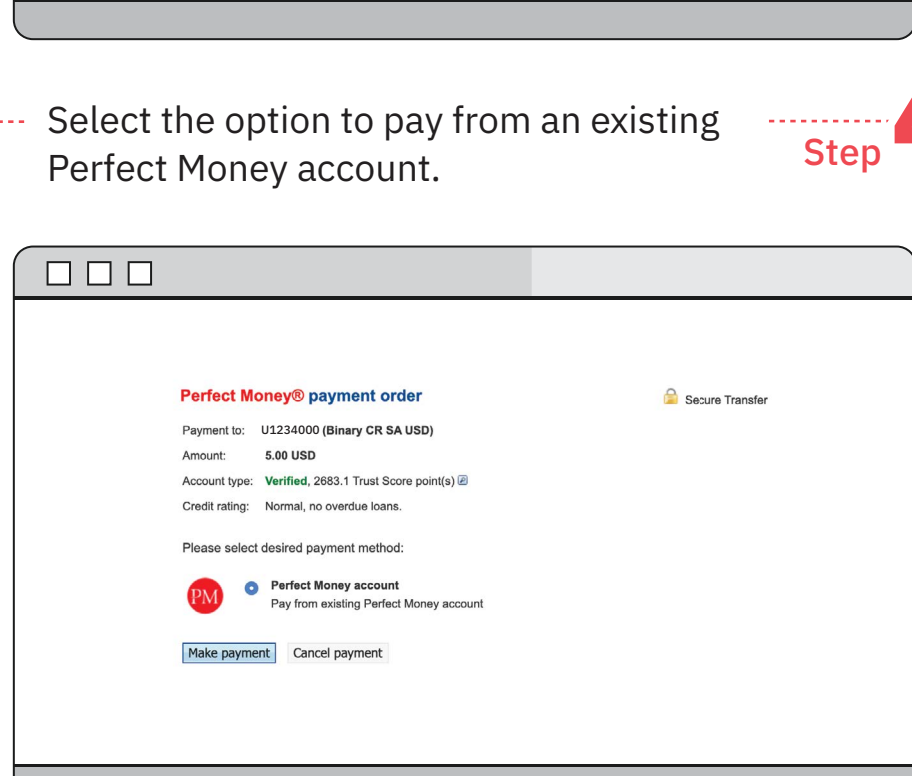 Select the option to pay from an existing
Perfect Money account.
Step
Perfect Money® payment order
Secure Transfer
Payment to: U1234000 (Binary CR SA USD)
Amount: 5.00 USD
Account type: Verified, 2683.1 Trust Score point(s)
Credit rating: Normal, no overdue loans.
Please select desired payment method:
PM
Perfect Money account
Pay from existing Perfect Money account
Make payment Cancel payment